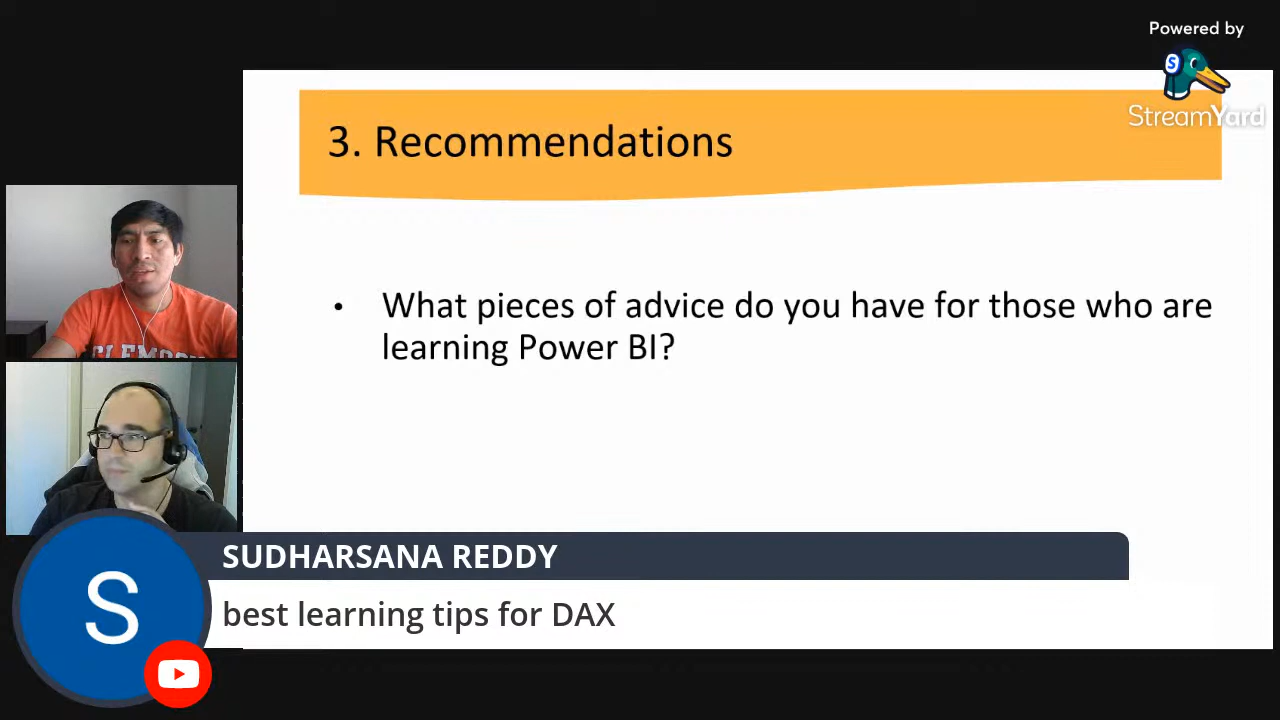 Powered by
S
StreamYard
3. Recommendations
• What pieces of advice do you have for those who are
learning Power BI?
CLEMSON
SUDHARSANA REDDY
S
best learning tips for DAX